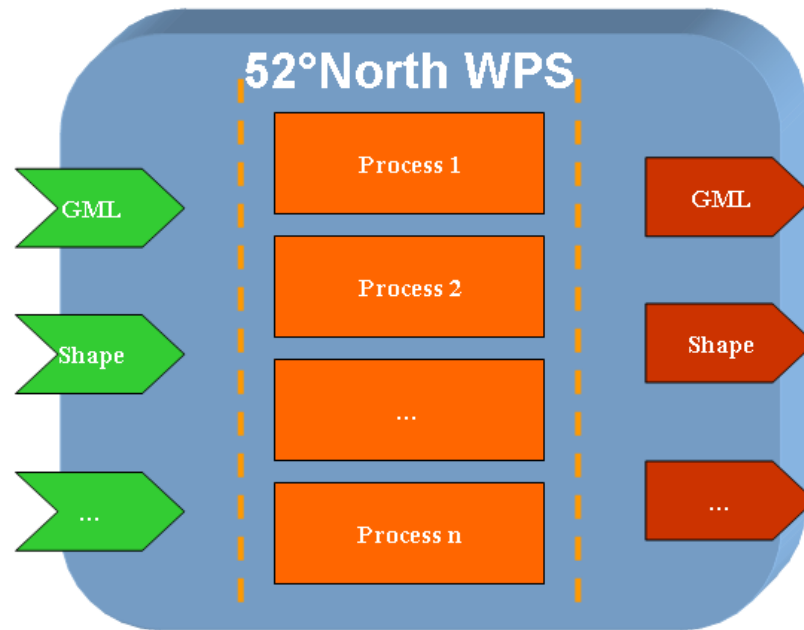 52°North WPS
Process 1
GML
GML
Process 2
Shape
Shape
...
...
...
Process n